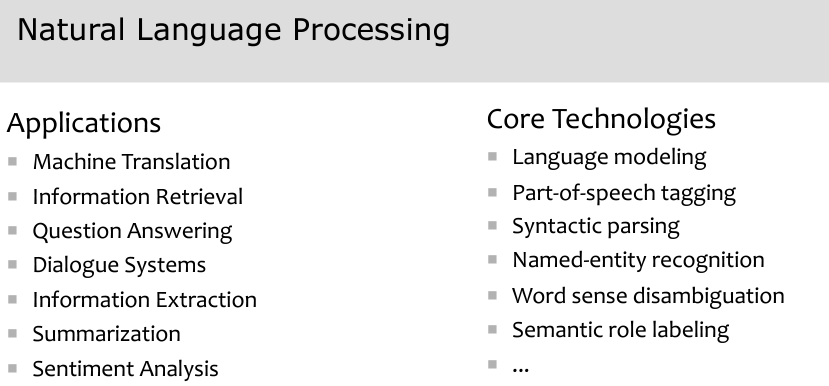 Natural Language Processing
Applications
Machine Translation
Information Retrieval
Question Answering
Dialogue Systems
Information Extraction
Summarization
Sentiment Analysis
Core Technologies
Language modeling
Part-of-speech tagging
Syntactic parsing
Named-entity recognition
Word sense disambiguation
Semantic role labeling
...